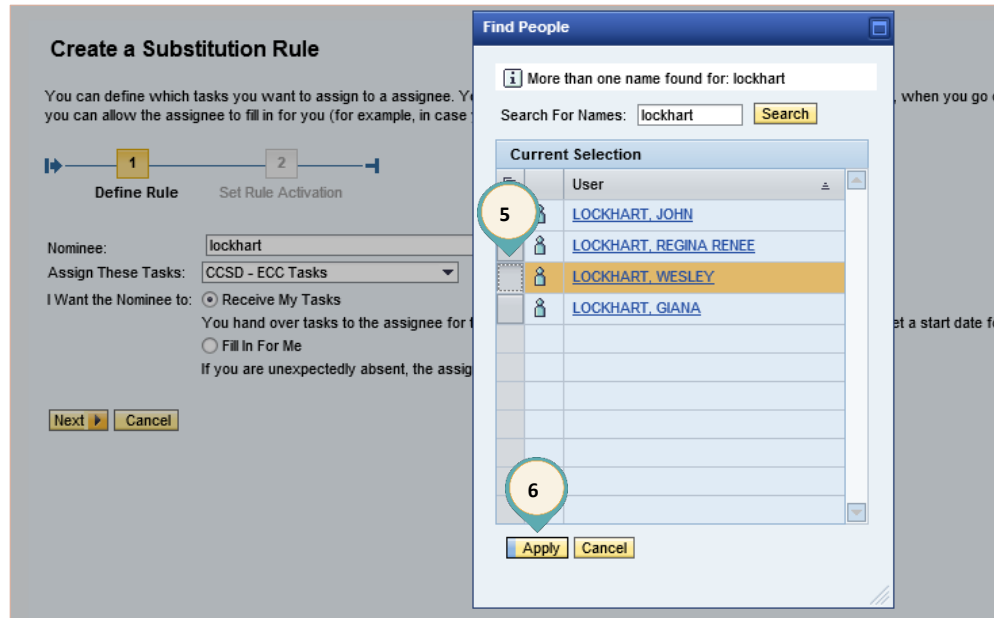 Create a Substitution Rule
You can define which tasks you want to assign to a assignee. , when you go
you can allow the assignee to fill in for you (for example, in case
1
2
Define Rule
Set Rule Activation
Nominee: lockhart
Assign These Tasks: CCSD - ECC Tasks
I Want the Nominee to: Receive My Tasks
You hand over tasks to the assignee for a start date
Fill In For Me
If you are unexpectedly absent, the
Next Cancel
Find People
i More than one name found for: lockhart
Search For Names: lockhart Search
Current Selection
User
5
LOCKHART, JOHN
LOCKHART, REGINA RENEE
LOCKHART, WESLEY
LOCKHART, GIANA
6
Apply Cancel